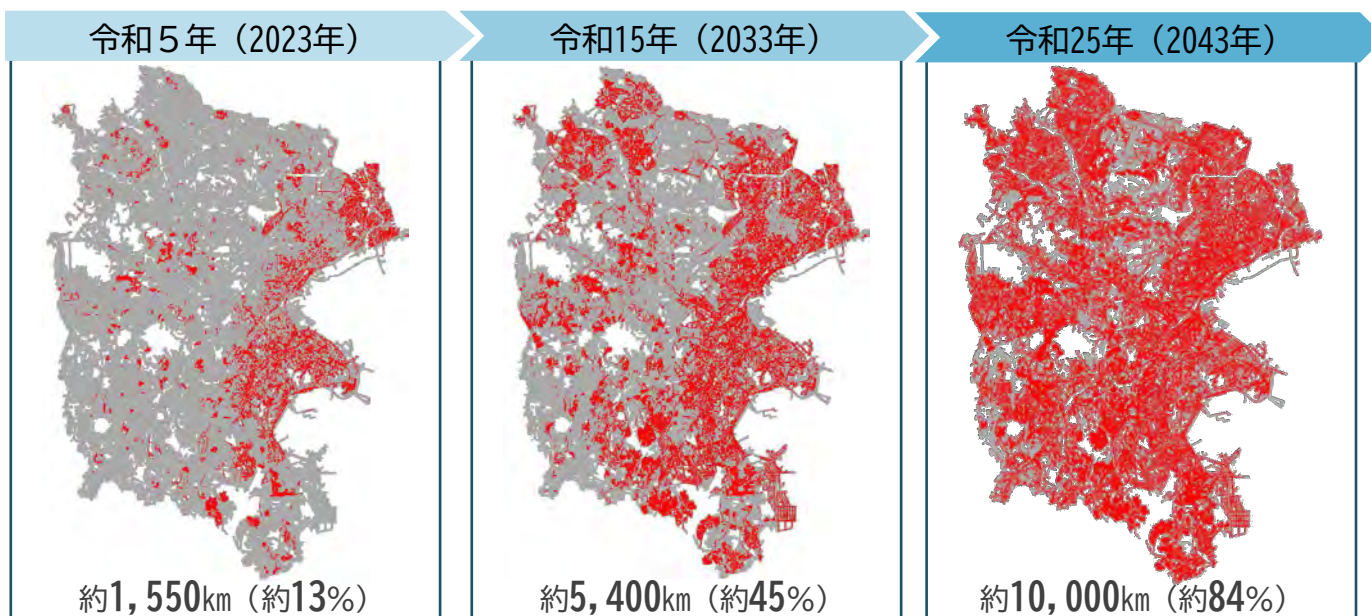 令和５年（2023年）
令和15年（2033年）
令和25年（2043年）
約1,550㎞（約13%）
約5,400㎞（約45%）
約10,000㎞（約84%）